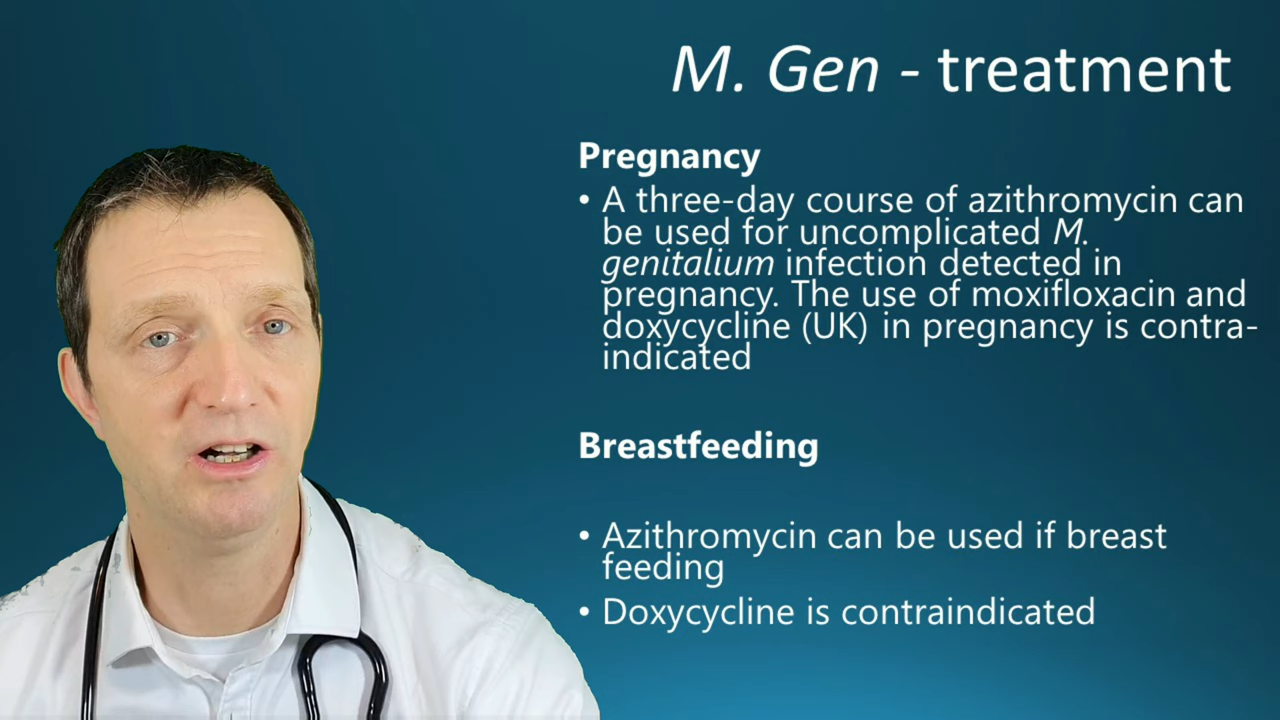 M. Gen - treatment
Pregnancy
• A three-day course of azithromycin can
be used for uncomplicated M.
genitalium infection detected in
pregnancy. The use of moxifloxacin and
doxycycline (UK) in pregnancy is contra-
indicated
Breastfeeding
• Azithromycin can be used if breast
feeding
• Doxycycline is contraindicated